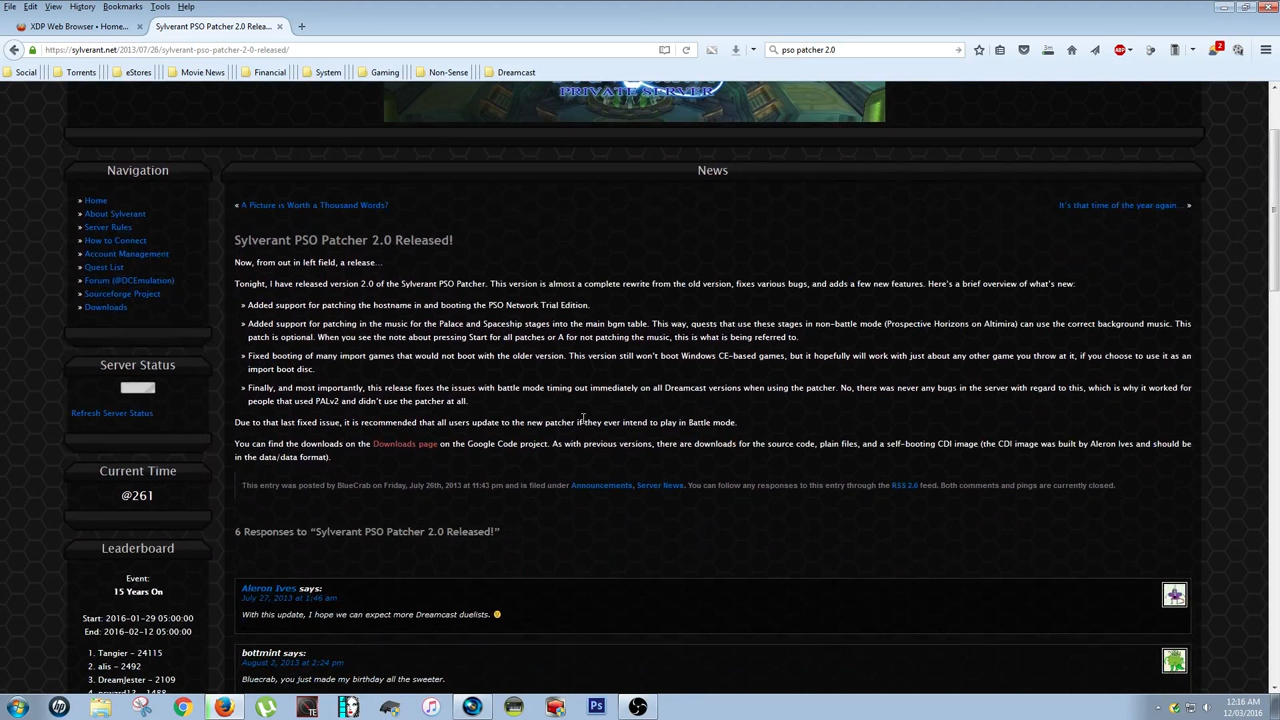 File Edit View History Bookmarks Tools Help
XDP Web Browser - Home... × Sylverant PSO Patcher 2.0 Relea... × +
https://sylverant.net/2013/07/26/sylverant-pso-patcher-2-0-released/ pso patcher 2.0 ABP 2
Social Torrents eStores Movie News Financial System Gaming Non-Sense Dreamcast
PRIVATE SERVER
Navigation
» Home
» About Sylverant
» Server Rules
» How to Connect
» Account Management
» Quest List
» Forum (@DCEmulation)
» Sourceforge Project
» Downloads
Server Status
Refresh Server Status
Current Time
@261
Leaderboard
Event:
15 Years On
Start: 2016-01-29 05:00:00
End: 2016-02-12 05:00:00
1. Tangier - 24115
2. alis - 2492
3. DreamJester - 2109
News
« A Picture is Worth a Thousand Words?
It's that time of the year again... »
Sylverant PSO Patcher 2.0 Released!
Now, from out in left field, a release...
Tonight, I have released version 2.0 of the Sylverant PSO Patcher. This version is almost a complete rewrite from the old version, fixes various bugs, and adds a few new features. Here's a brief overview of what's new:
» Added support for patching the hostname in and booting the PSO Network Trial Edition.
» Added support for patching in the music for the Palace and Spaceship stages into the main bgm table. This way, quests that use these stages in non-battle mode (Prospective Horizons on Altimira) can use the correct background music. This
patch is optional. When you see the note about pressing Start for all patches or A for not patching the music, this is what is being referred to.
» Fixed booting of many import games that would not boot with the older version. This version still won't boot Windows CE-based games, but it hopefully will work with just about any other game you throw at it, if you choose to use it as an
import boot disc.
» Finally, and most importantly, this release fixes the issues with battle mode timing out immediately on all Dreamcast versions when using the patcher. No, there was never any bugs in the server with regard to this, which is why it worked for
people that used PALv2 and didn't use the patcher at all.
Due to that last fixed issue, it is recommended that all users update to the new patcher if they ever intend to play in Battle mode.
You can find the downloads on the Downloads page on the Google Code project. As with previous versions, there are downloads for the source code, plain files, and a self-booting CDI image (the CDI image was built by Aleron Ives and should be
in the data/data format).
This entry was posted by BlueCrab on Friday, July 26th, 2013 at 11:43 pm and is filed under Announcements, Server News. You can follow any responses to this entry through the RSS 2.0 feed. Both comments and pings are currently closed.
6 Responses to "Sylverant PSO Patcher 2.0 Released!"
Aleron Ives says:
July 27, 2013 at 1:46 am
With this update, I hope we can expect more Dreamcast duelists.
bottmint says:
August 2, 2013 at 2:24 pm
Bluecrab, you just made my birthday all the sweeter.
hp TE Ps
12:16 AM
12/03/2016